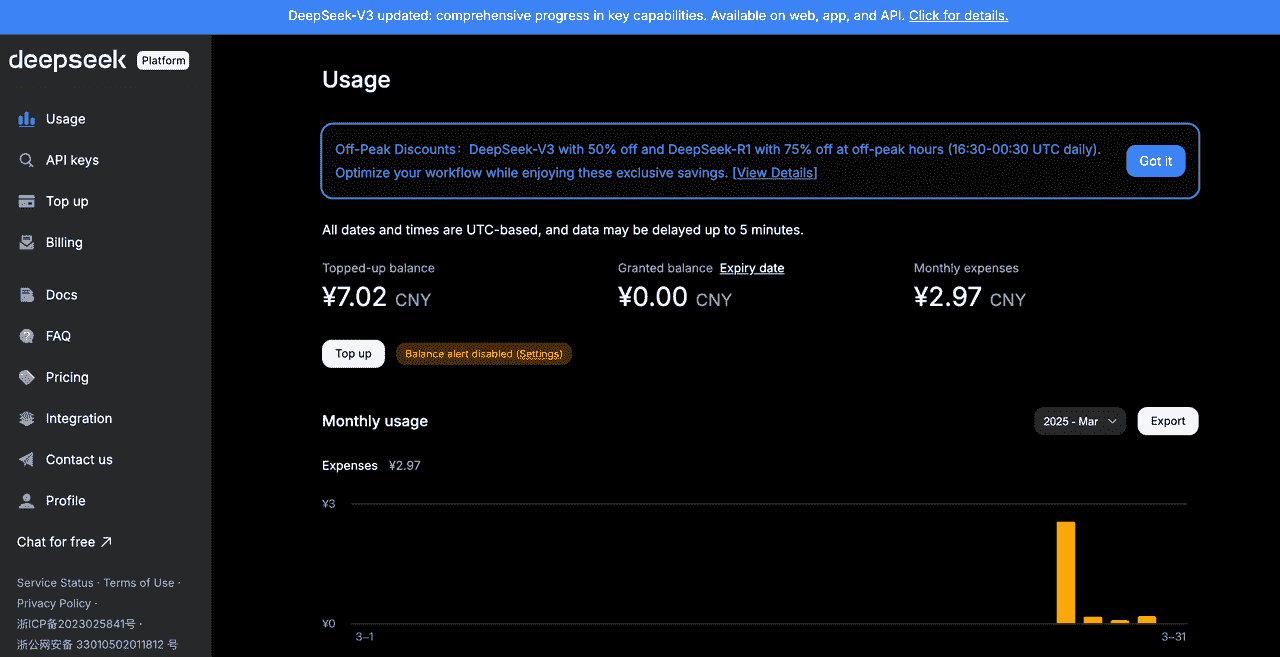 DeepSeek-V3 updated: comprehensive progress in key capabilities. Available on web, app, and API. Click for details.
deepseek Platform
Usage
API keys
Top up
Billing
Docs
FAQ
Pricing
Integration
Contact us
Profile
Chat for free
Service Status · Terms of Use ·
Privacy Policy ·
浙ICP备2023025841号 ·
浙公网安备 33010502011812 号
Usage
Off-Peak Discounts：DeepSeek-V3 with 50% off and DeepSeek-R1 with 75% off at off-peak hours (16:30-00:30 UTC daily).
Optimize your workflow while enjoying these exclusive savings. [View Details]
Got it
All dates and times are UTC-based, and data may be delayed up to 5 minutes.
Topped-up balance
¥7.02 CNY
Granted balance Expiry date
¥0.00 CNY
Monthly expenses
¥2.97 CNY
Top up
Balance alert disabled (Settings)
Monthly usage
2025 - Mar
Export
Expenses ¥2.97
¥3
¥0
3-1
3-31